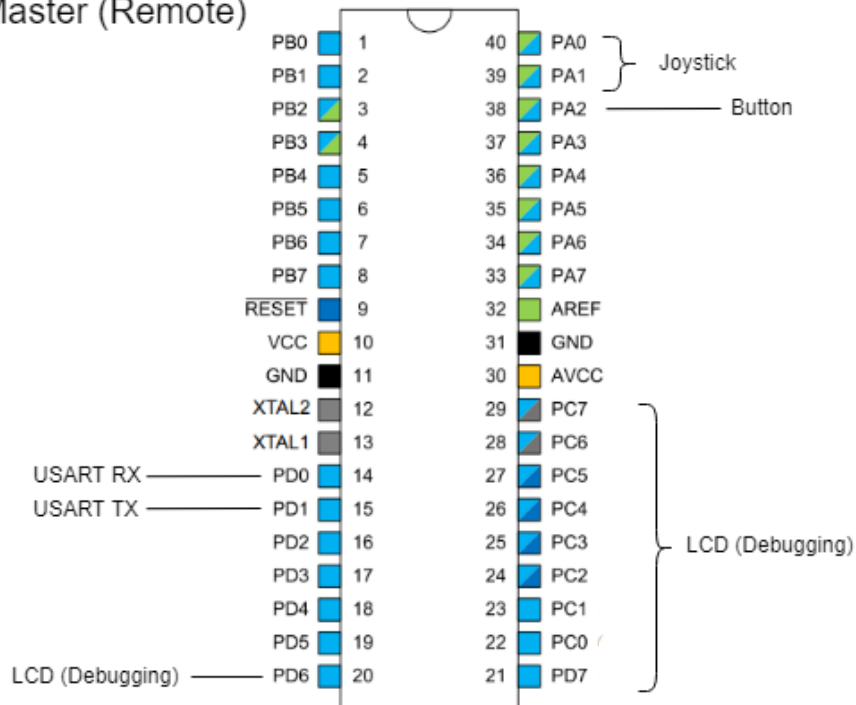 Master (Remote)
PB0 1 40 PA0
Joystick
PB1 2 39 PA1
PB2 3 38 PA2 Button
PB3 4 37 PA3
PB4 5 36 PA4
PB5 6 35 PA5
PB6 7 34 PA6
PB7 8 33 PA7
RESET 9 32 AREF
VCC 10 31 GND
GND 11 30 AVCC
XTAL2 12 29 PC7
XTAL1 13 28 PC6
USART RX PD0 14 27 PC5
USART TX PD1 15 26 PC4
PD2 16 25 PC3
LCD (Debugging)
PD3 17 24 PC2
PD4 18 23 PC1
PD5 19 22 PC0
LCD (Debugging) PD6 20 21 PD7